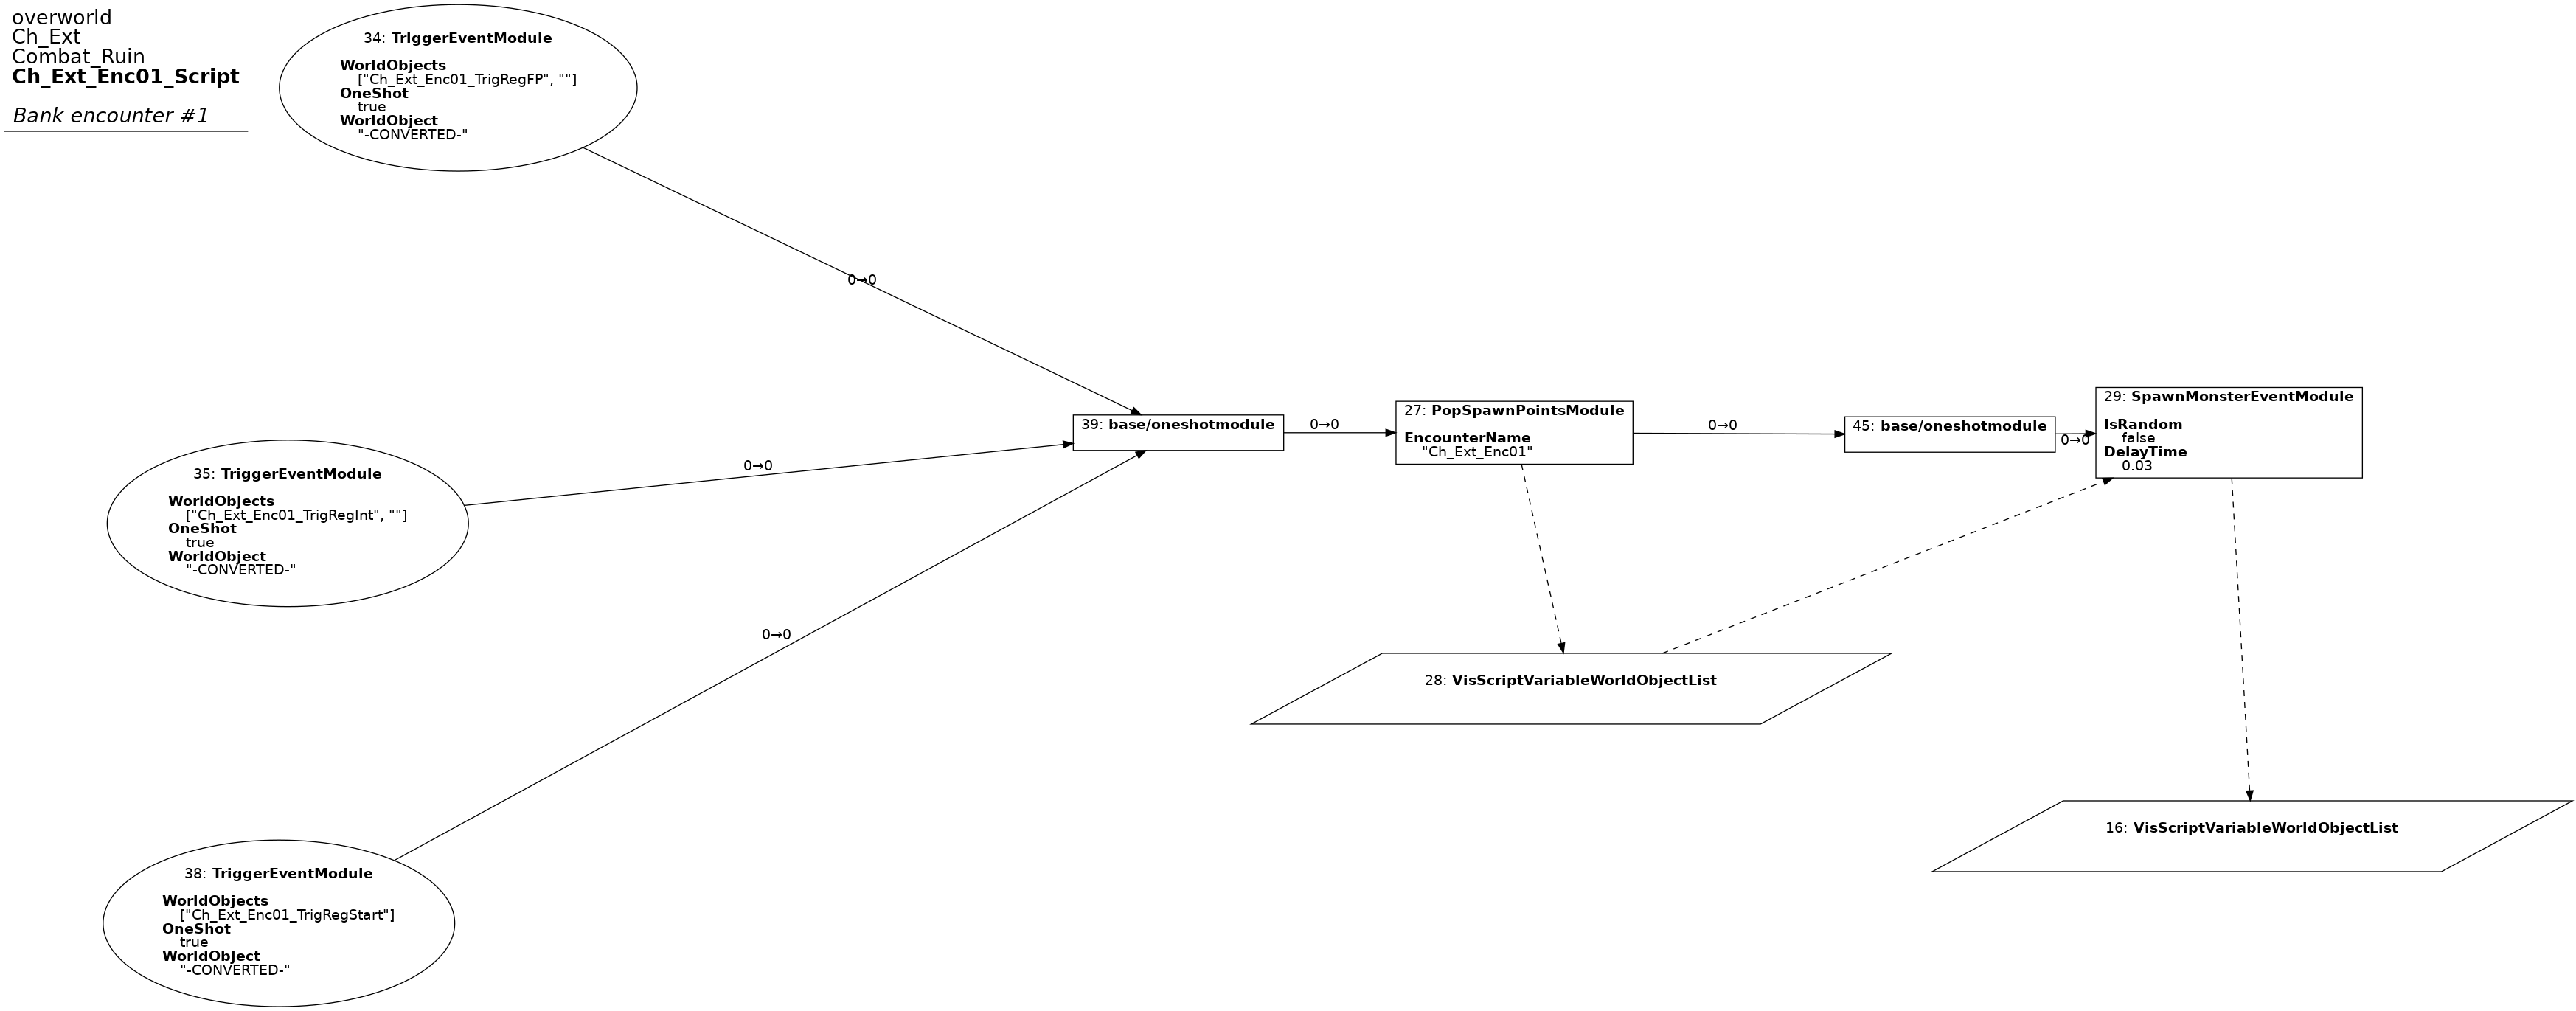 overworld
Ch_Ext
Combat_Ruin
Ch_Ext_Enc01_Script
Bank encounter #1
34: TriggerEventModule
WorldObjects
["Ch_Ext_Enc01_TrigRegFP", ""]
OneShot
true
WorldObject
"-CONVERTED-"
0→0
35: TriggerEventModule
WorldObjects
["Ch_Ext_Enc01_TrigRegInt", ""]
OneShot
true
WorldObject
"-CONVERTED-"
0→0
38: TriggerEventModule
WorldObjects
["Ch_Ext_Enc01_TrigRegStart"]
OneShot
true
WorldObject
"-CONVERTED-"
0→0
39: base/oneshotmodule
0→0
27: PopSpawnPointsModule
EncounterName
"Ch_Ext_Enc01"
0→0
45: base/oneshotmodule
0→0
29: SpawnMonsterEventModule
IsRandom
false
DelayTime
0.03
28: VisScriptVariableWorldObjectList
16: VisScriptVariableWorldObjectList